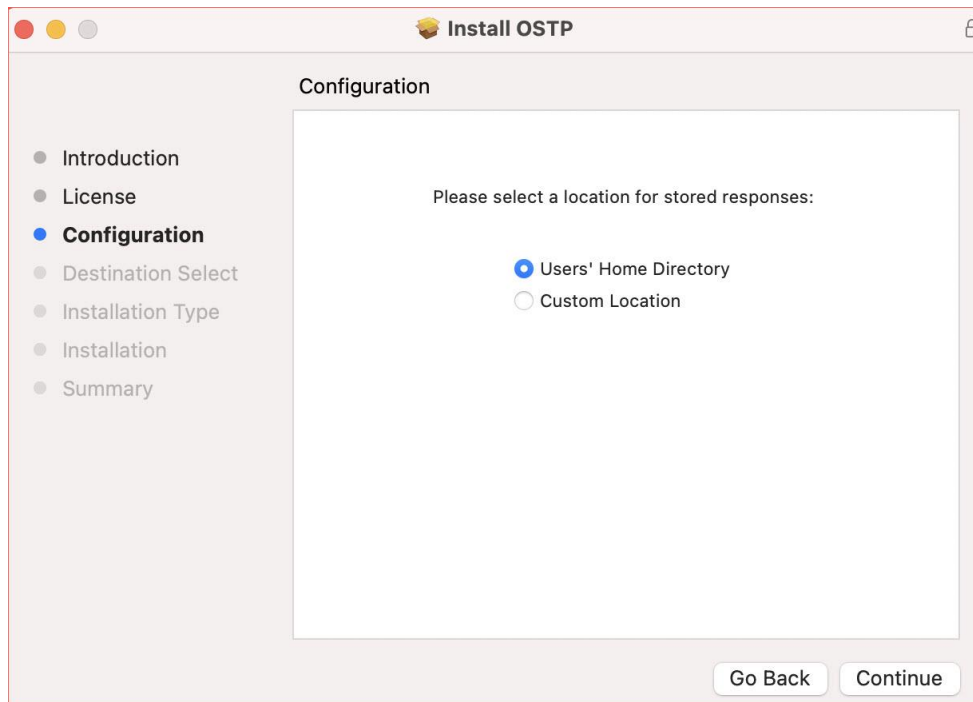 Install OSTP
Configuration
Introduction
License
Configuration
Destination Select
Installation Type
Installation
Summary
Please select a location for stored responses:
Users' Home Directory
Custom Location
Go Back
Continue